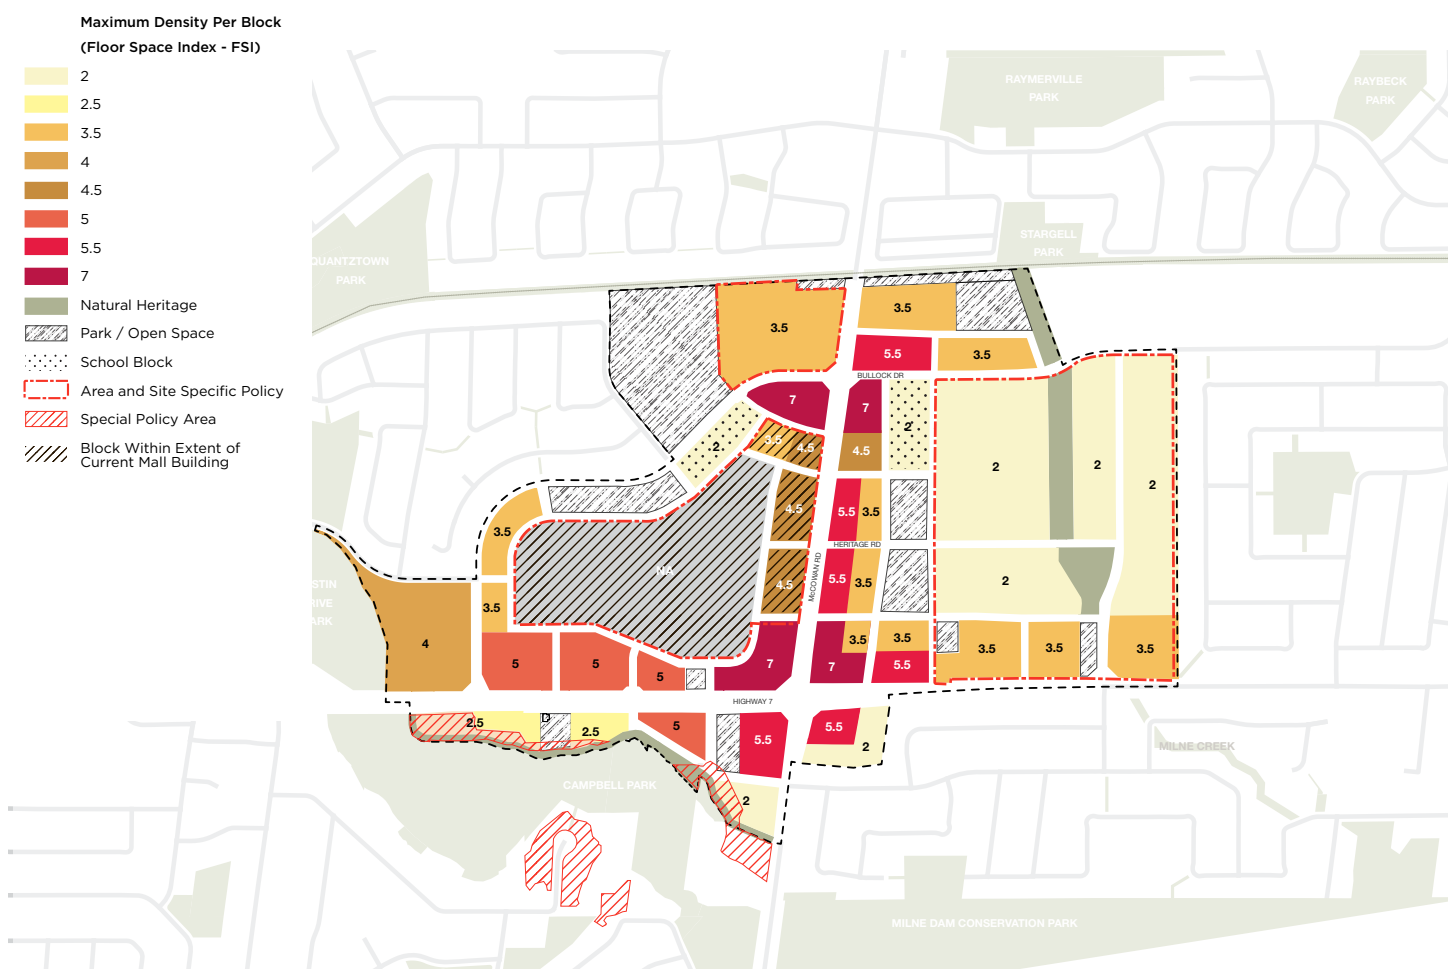 Maximum Density Per Block
(Floor Space Index - FSI)
2
2.5
3.5
4
4.5
5
5.5
7
Natural Heritage
Park / Open Space
School Block
Area and Site Specific Policy
Special Policy Area
Block Within Extent of
Current Mall Building
RAYMERVILLE
PARK
RAYBECK
PARK
STARGELL
PARK
QUANTZTOWN
PARK
3.5
3.5
5.5
3.5
BULLOCK DR
7
7
2
2
3.5
4.5
4.5
2
2
2
4.5
5.5
3.5
3.5
HERITAGE RD
NA
McCOWAN RD
4.5
5.5
3.5
2
STIN
RIVE
ARK
3.5
4
5
5
5
7
7
3.5
3.5
5.5
3.5
3.5
3.5
HIGHWAY 7
2.5
D
2.5
5
5.5
5.5
2
MILNE CREEK
CAMPBELL PARK
2
MILNE DAM CONSERVATION PARK